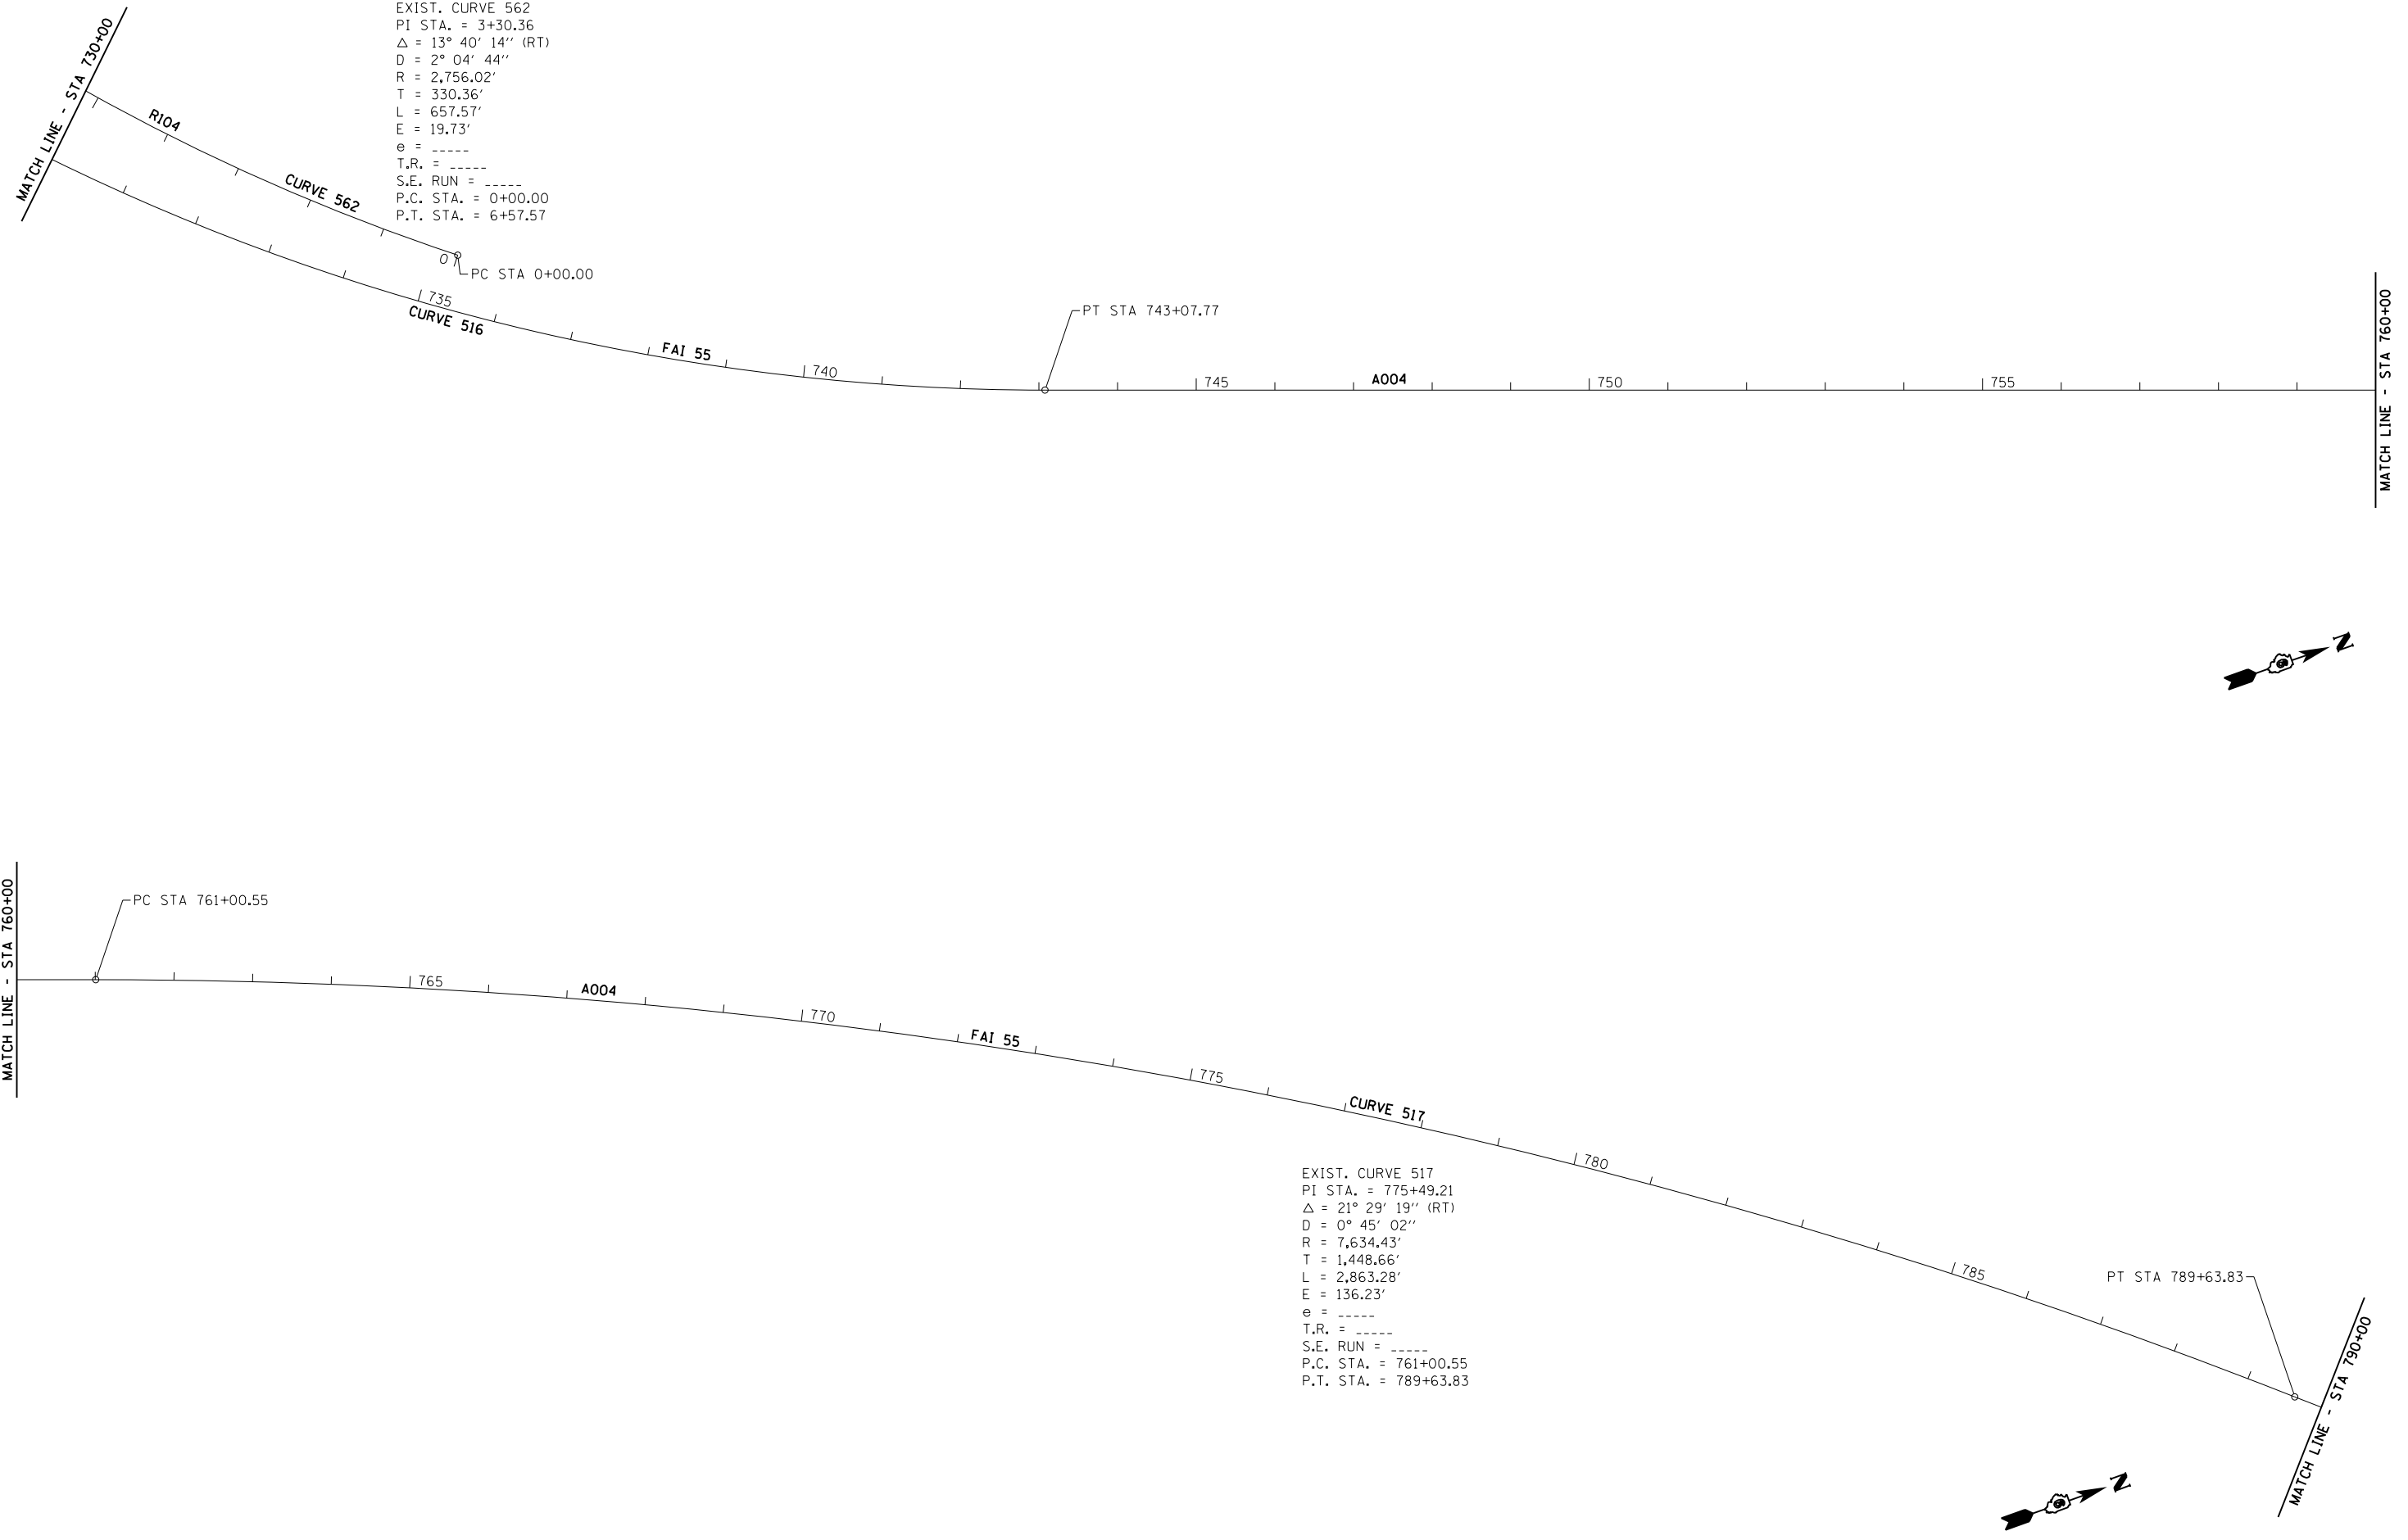 EXIST. CURVE 562
PI STA. = 3+30.36
△ = 13° 40' 14'' (RT)
D = 2° 04' 44''
R = 2,756.02'
T = 330.36'
L = 657.57'
E = 19.73'
e = _____
T.R. = _____
S.E. RUN = _____
P.C. STA. = 0+00.00
P.T. STA. = 6+57.57
MATCH LINE - STA 730+00
R104
CURVE 562
0
PC STA 0+00.00
735
CURVE 516
FAI 55
740
PT STA 743+07.77
745
A004
750
755
MATCH LINE - STA 760+00
N
MATCH LINE - STA 760+00
PC STA 761+00.55
765
A004
770
FAI 55
775
CURVE 517
780
785
EXIST. CURVE 517
PI STA. = 775+49.21
△ = 21° 29' 19'' (RT)
D = 0° 45' 02''
R = 7,634.43'
T = 1,448.66'
L = 2,863.28'
E = 136.23'
e = _____
T.R. = _____
S.E. RUN = _____
P.C. STA. = 761+00.55
P.T. STA. = 789+63.83
PT STA 789+63.83
MATCH LINE - STA 790+00
N